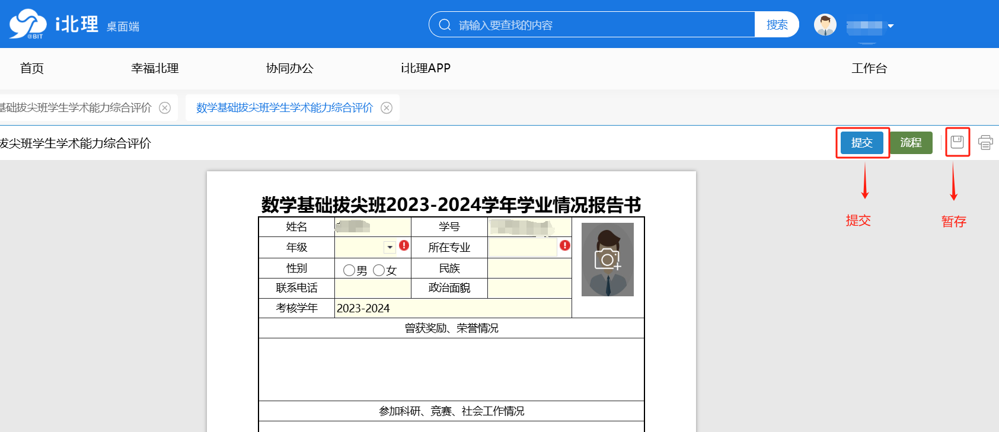 @BIT
i北理 桌面端
请输入要查找的内容
搜索
首页 幸福北理 协同办公 i北理APP 工作台
基础拔尖班学生学术能力综合评价 数学基础拔尖班学生学术能力综合评价
拔尖班学生学术能力综合评价
提交 流程
提交 暂存
数学基础拔尖班2023-2024学年学业情况报告书
姓名 学号
年级 所在专业
性别 男 女 民族
联系电话 政治面貌
考核学年 2023-2024
曾获奖励、荣誉情况
参加科研、竞赛、社会工作情况